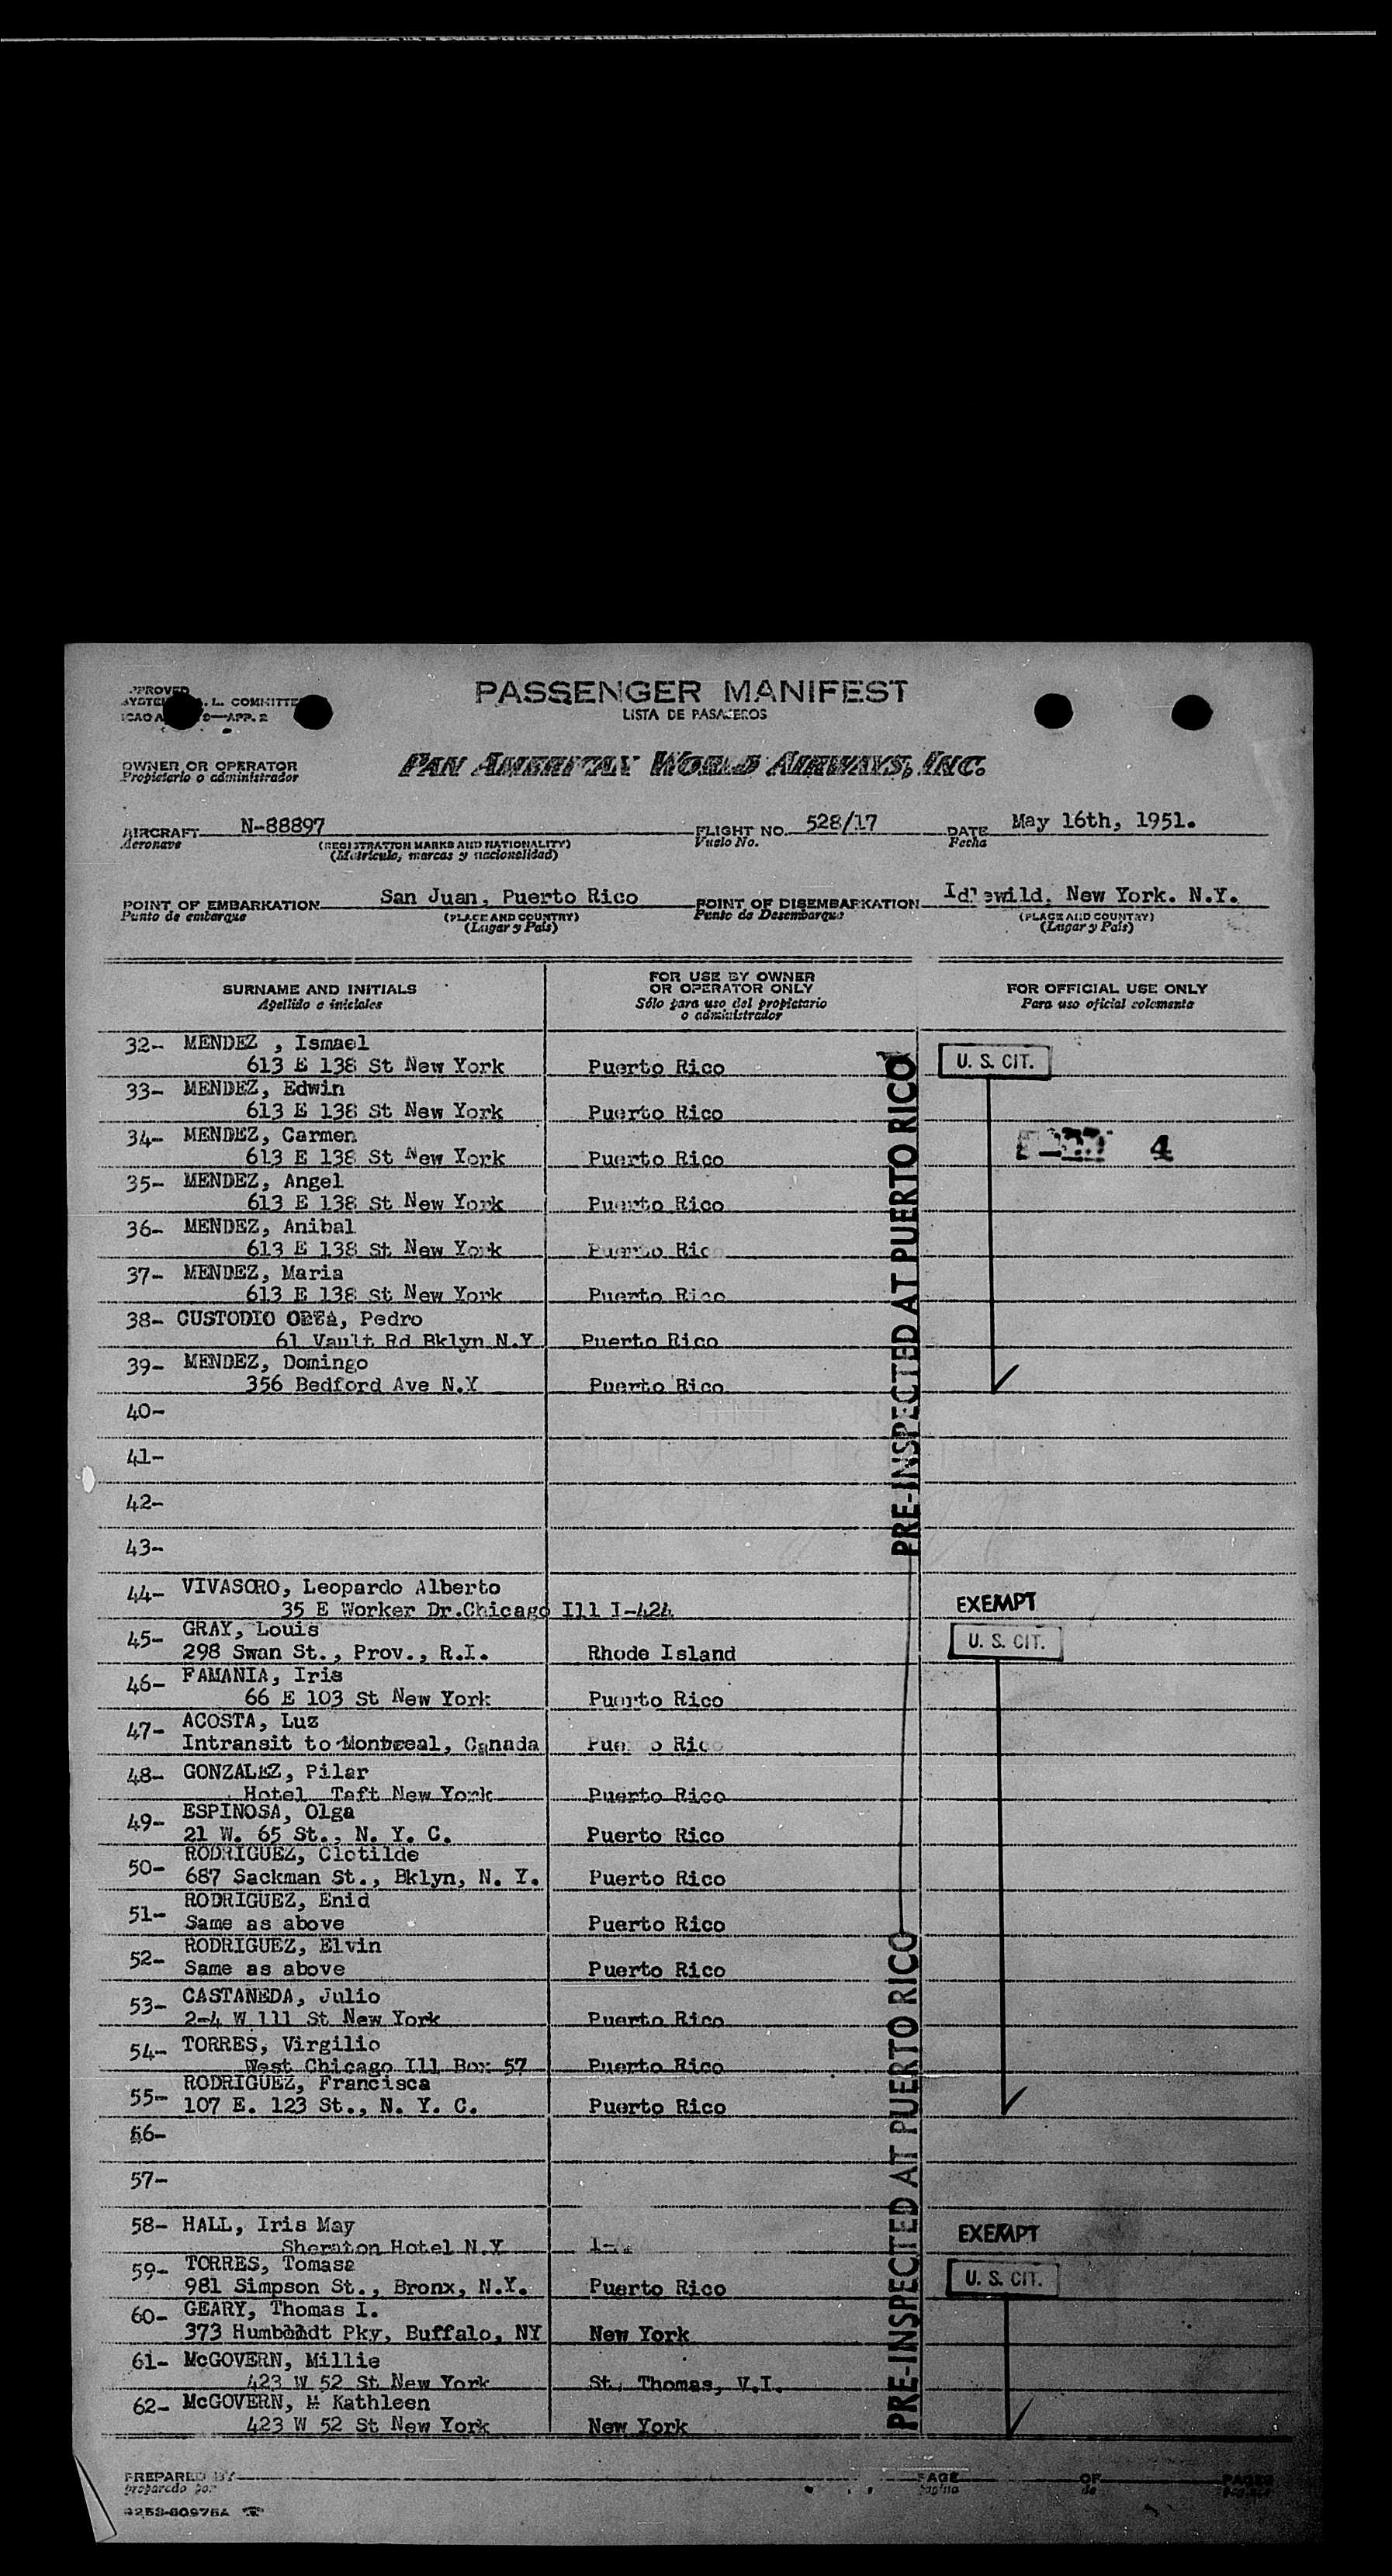 PASSENGER MANIFEST
LISTA DE PASAJEROS
OWNER OR OPERATOR
Propietario o administrador
PAN AMERICAN WORLD AIRWAYS, INC.
AIRCRAFT N-88897 FLIGHT NO. 528/17 DATE May 16th, 1951.
Aeronave (REGISTRATION MARKS AND NATIONALITY) Vuelo No. Fecha
(Matrícula, marcas y nacionalidad)
POINT OF EMBARKATION San Juan, Puerto Rico POINT OF DISEMBARKATION Idlewild, New York. N.Y.
Punto de embarque (PLACE AND COUNTRY) Punto de Desembarque (PLACE AND COUNTRY)
(Lugar y País) (Lugar y País)
SURNAME AND INITIALS
Apellido e iniciales
FOR USE BY OWNER
OR OPERATOR ONLY
Sólo para uso del propietario
o administrador
FOR OFFICIAL USE ONLY
Para uso oficial solamente
32- MENDEZ , Ismael
613 E 138 St New York Puerto Rico U. S. CIT.
33- MENDEZ, Edwin
613 E 138 St New York Puerto Rico
34- MENDEZ, Carmen
613 E 138 St New York Puerto Rico 4
35- MENDEZ, Angel
613 E 138 St New York Puerto Rico
36- MENDEZ, Anibal
613 E 138 St New York Puerto Rico
37- MENDEZ, Maria
613 E 138 St New York Puerto Rico
38- CUSTODIO Pedro
61 Vault Rd Bklyn N.Y Puerto Rico
39- MENDEZ, Domingo
356 Bedford Ave N.Y Puerto Rico
PRE-INSPECTED AT PUERTO RICO
40-
41-
42-
43-
44- VIVASORO, Leopardo Alberto
35 E Worker Dr.Chicago Ill I-424 EXEMPT
45- GRAY, Louis
298 Swan St., Prov., R.I. Rhode Island U. S. CIT.
46- FAMANIA, Iris
66 E 103 St New York Puerto Rico
47- ACOSTA, Luz
Intransit to Montreal, Canada Puerto Rico
48- GONZALEZ, Pilar
Hotel Taft New York Puerto Rico
49- ESPINOSA, Olga
21 W. 65 St., N. Y. C. Puerto Rico
50- RODRIGUEZ, Clotilde
687 Sackman St., Bklyn, N. Y. Puerto Rico
51- RODRIGUEZ, Enid
Same as above Puerto Rico
52- RODRIGUEZ, Elvin
Same as above Puerto Rico
53- CASTANEDA, Julio
2-4 W 111 St New York Puerto Rico
54- TORRES, Virgilio
West Chicago Ill Box 57 Puerto Rico
55- RODRIGUEZ, Francisca
107 E. 123 St., N. Y. C. Puerto Rico
56-
57-
58- HALL, Iris May
Sheraton Hotel N.Y EXEMPT
59- TORRES, Tomasa
981 Simpson St., Bronx, N.Y. Puerto Rico U. S. CIT.
60- GEARY, Thomas I.
373 Humboldt Pky, Buffalo, NY New York
61- McGOVERN, Millie
423 W 52 St New York St. Thomas, V.I.
62- McGOVERN, M Kathleen
423 W 52 St New York New York
PRE-INSPECTED AT PUERTO RICO
PREPARED BY PAGE OF PAGES
preparado por página de